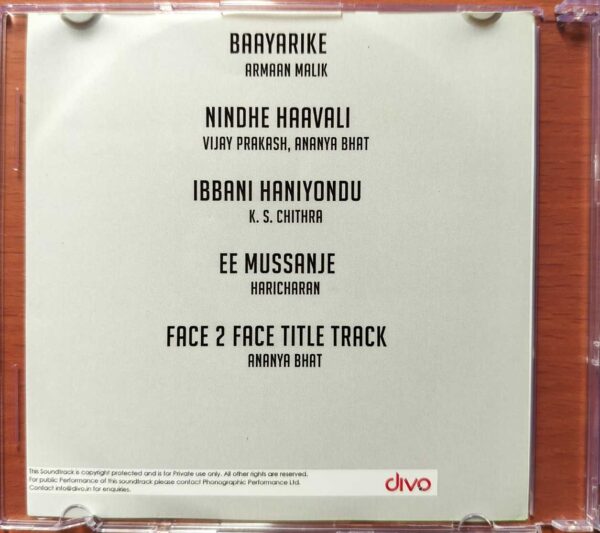 BAAYARIKE
ARMAAN MALIK
NINDHE HAAVALI
VIJAY PRAKASH, ANANYA BHAT
IBBANI HANIYONDU
K. S. CHITHRA
EE MUSSANJE
HARICHARAN
FACE 2 FACE TITLE TRACK
ANANYA BHAT
This Soundtrack is copyright protected and is for Private use only. All other rights are reserved.
For public Performance of this soundtrack please contact Phonographic Performance Ltd.
Contact info@divo.in for enquiries.
divo